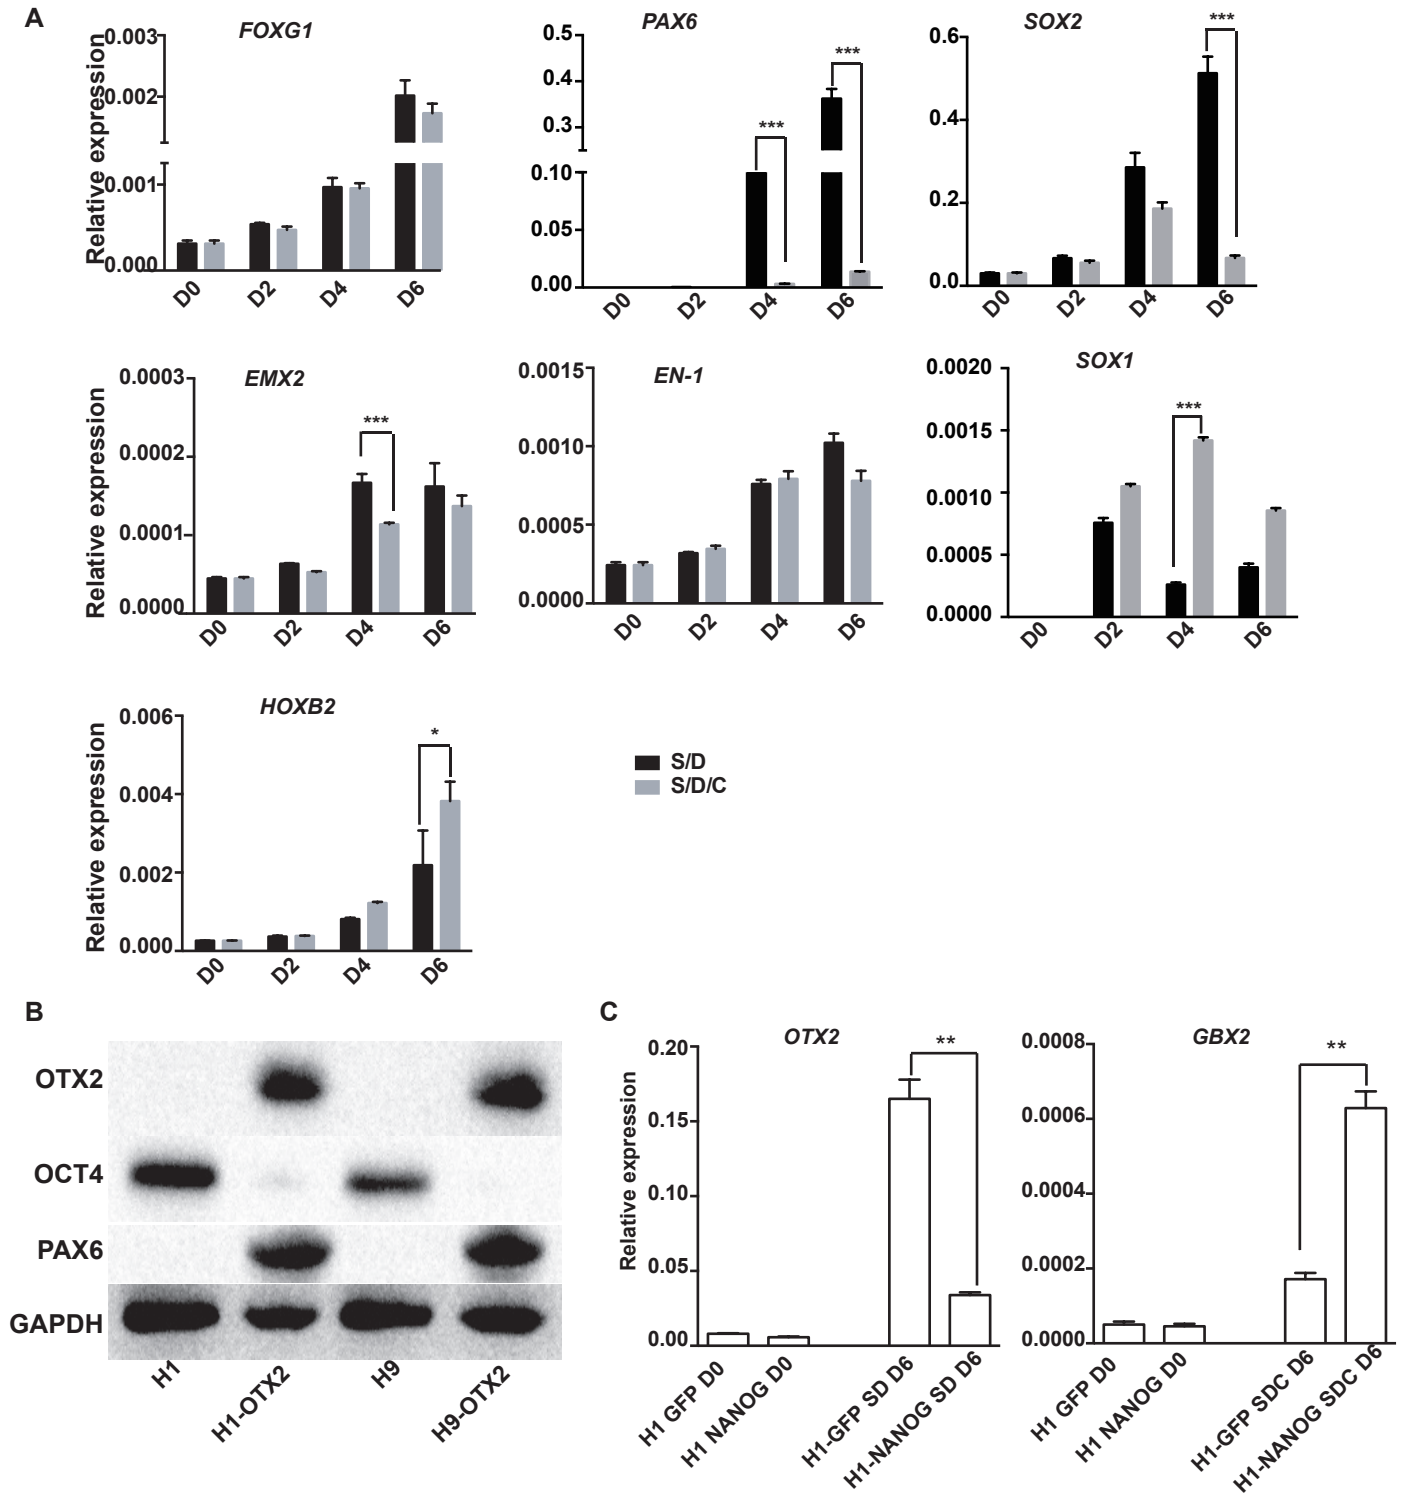 A
FOXG1
Relative expression
0.003
0.002
0.001
0.000
D0 D2 D4 D6
PAX6
0.5
0.4
0.3
0.10
0.05
0.00
***
***
D0 D2 D4 D6
SOX2
0.6
0.4
0.2
0.0
***
D0 D2 D4 D6
EMX2
Relative expression
0.0003
0.0002
0.0001
0.0000
***
D0 D2 D4 D6
EN-1
0.0015
0.0010
0.0005
0.0000
D0 D2 D4 D6
SOX1
0.0020
0.0015
0.0010
0.0005
0.0000
***
D0 D2 D4 D6
HOXB2
Relative expression
0.006
0.004
0.002
0.000
*
D0 D2 D4 D6
S/D
S/D/C
B
OTX2
OCT4
PAX6
GAPDH
H1 H1-OTX2 H9 H9-OTX2
C
OTX2
Relative expression
0.20
0.15
0.10
0.05
0.00
**
H1 GFP D0
H1 NANOG D0
H1-GFP SD D6
H1-NANOG SD D6
GBX2
0.0008
0.0006
0.0004
0.0002
0.0000
**
H1 GFP D0
H1 NANOG D0
H1-GFP SDC D6
H1-NANOG SDC D6